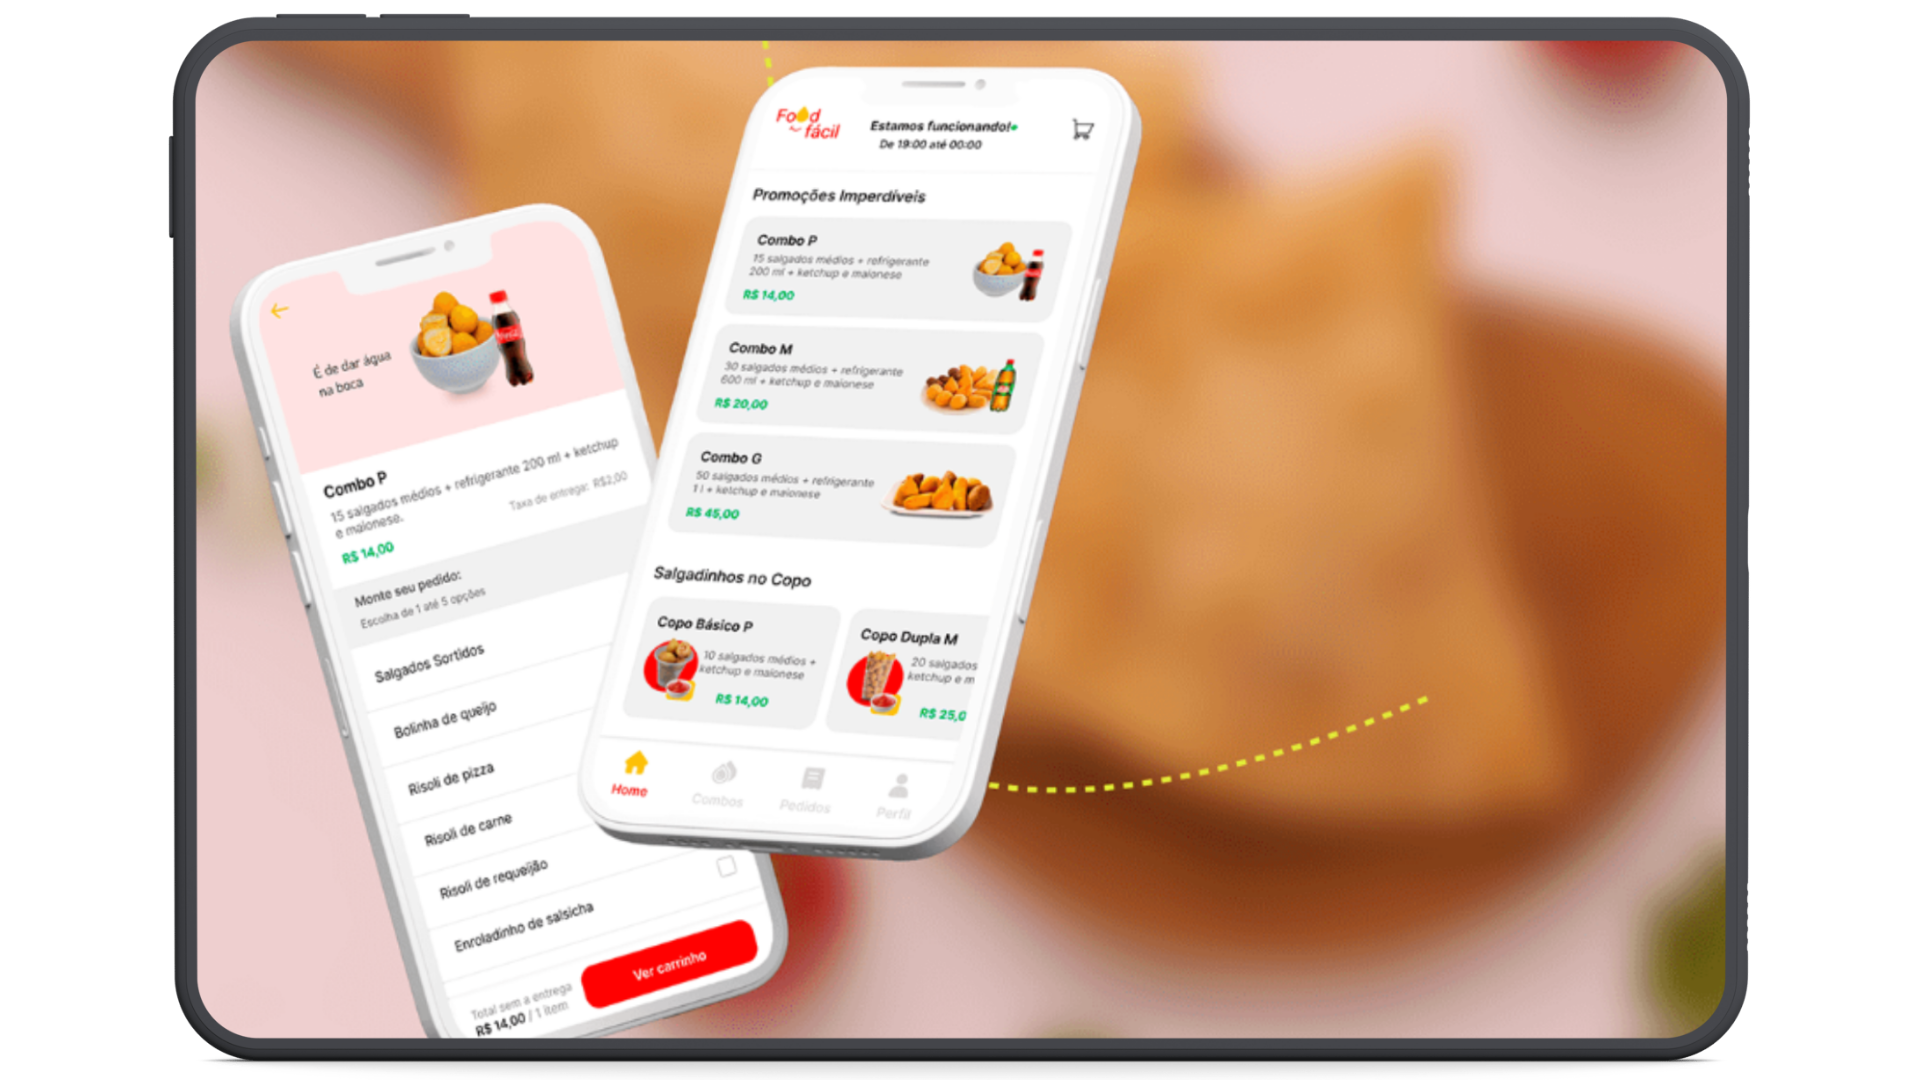 Food
fácil
Estamos funcionando!
De 19:00 até 00:00
Promoções Imperdíveis
Combo P
15 salgados médios + refrigerante
200 ml + ketchup e maionese
R$ 14,00
Combo M
30 salgados médios + refrigerante
600 ml + ketchup e maionese
R$ 20,00
Combo G
50 salgados médios + refrigerante
1 l + ketchup e maionese
R$ 45,00
Salgadinhos no Copo
Copo Básico P
10 salgados médios +
ketchup e maionese
R$ 14,00
Copo Dupla M
20 salgados
ketchup e m
R$ 25,0
Home
Combos
Pedidos
Perfil
É de dar água
na boca
Combo P
15 salgados médios + refrigerante 200 ml + ketchup
e maionese.
Taxa de entrega: R$2,00
R$ 14,00
Monte seu pedido:
Escolha de 1 até 5 opções
Salgados Sortidos
Bolinha de queijo
Risoli de pizza
Risoli de carne
Risoli de requeijão
Enroladinho de salsicha
Total sem a entrega
R$ 14,00 / 1 item
Ver carrinho